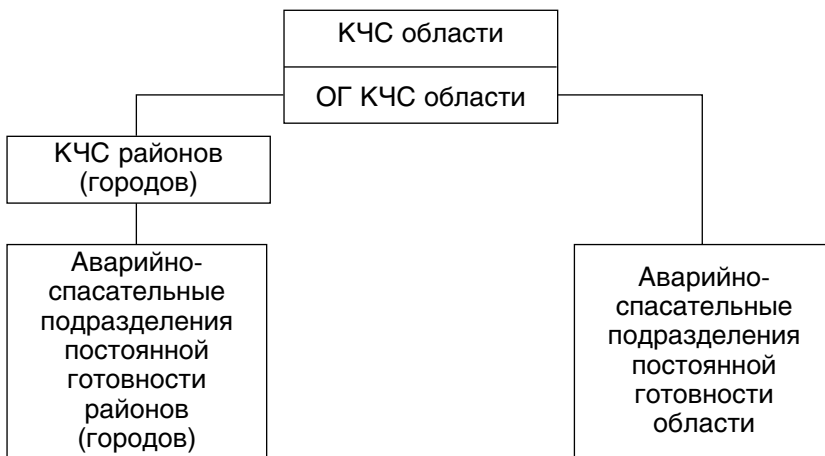 КЧС области
ОГ КЧС области
КЧС районов
(городов)
Аварийно-
спасательные
подразделения
постоянной
готовности
районов
(городов)
Аварийно-
спасательные
подразделения
постоянной
готовности
области